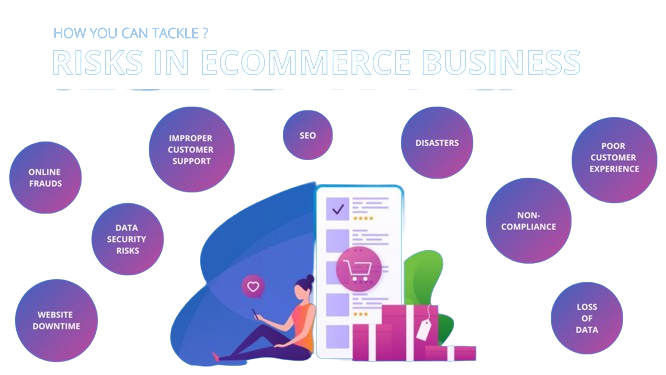 HOW YOU CAN TACKLE ?
RISKS IN ECOMMERCE BUSINESS
IMPROPER
CUSTOMER
SUPPORT
SEO
DISASTERS
POOR
CUSTOMER
EXPERIENCE
ONLINE
FRAUDS
DATA
SECURITY
RISKS
NON-
COMPLIANCE
WEBSITE
DOWNTIME
LOSS
OF
DATA